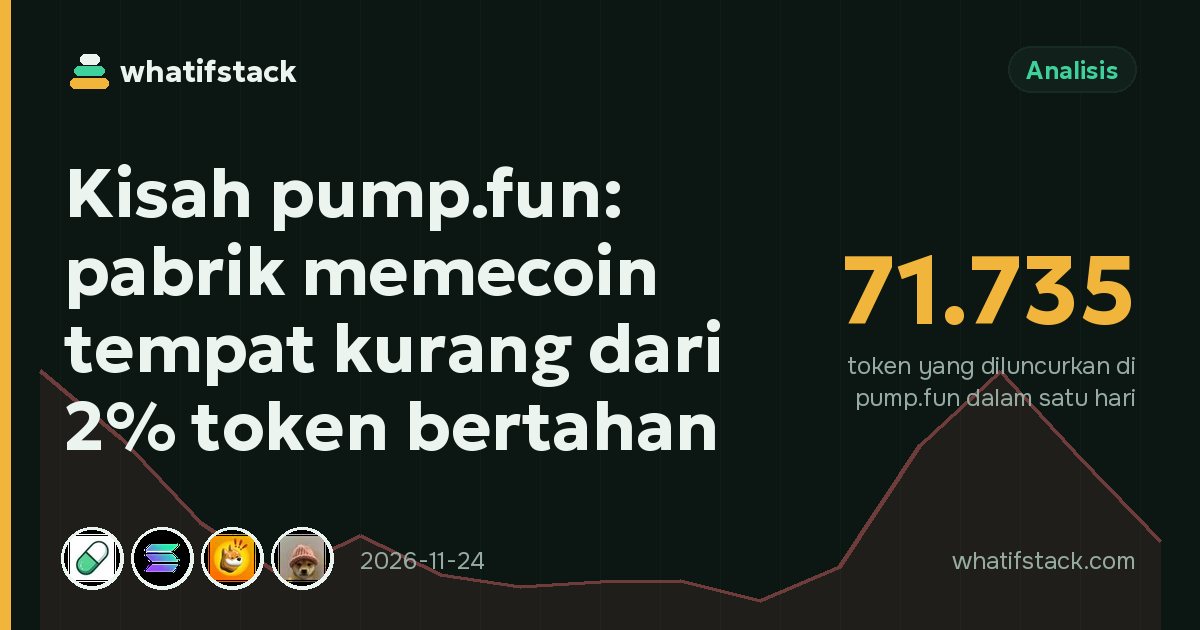 whatifstack
Analisis
Kisah pump.fun:
pabrik memecoin
tempat kurang dari
2% token bertahan
71.735
token yang diluncurkan di
pump.fun dalam satu hari
2026-11-24
whatifstack.com